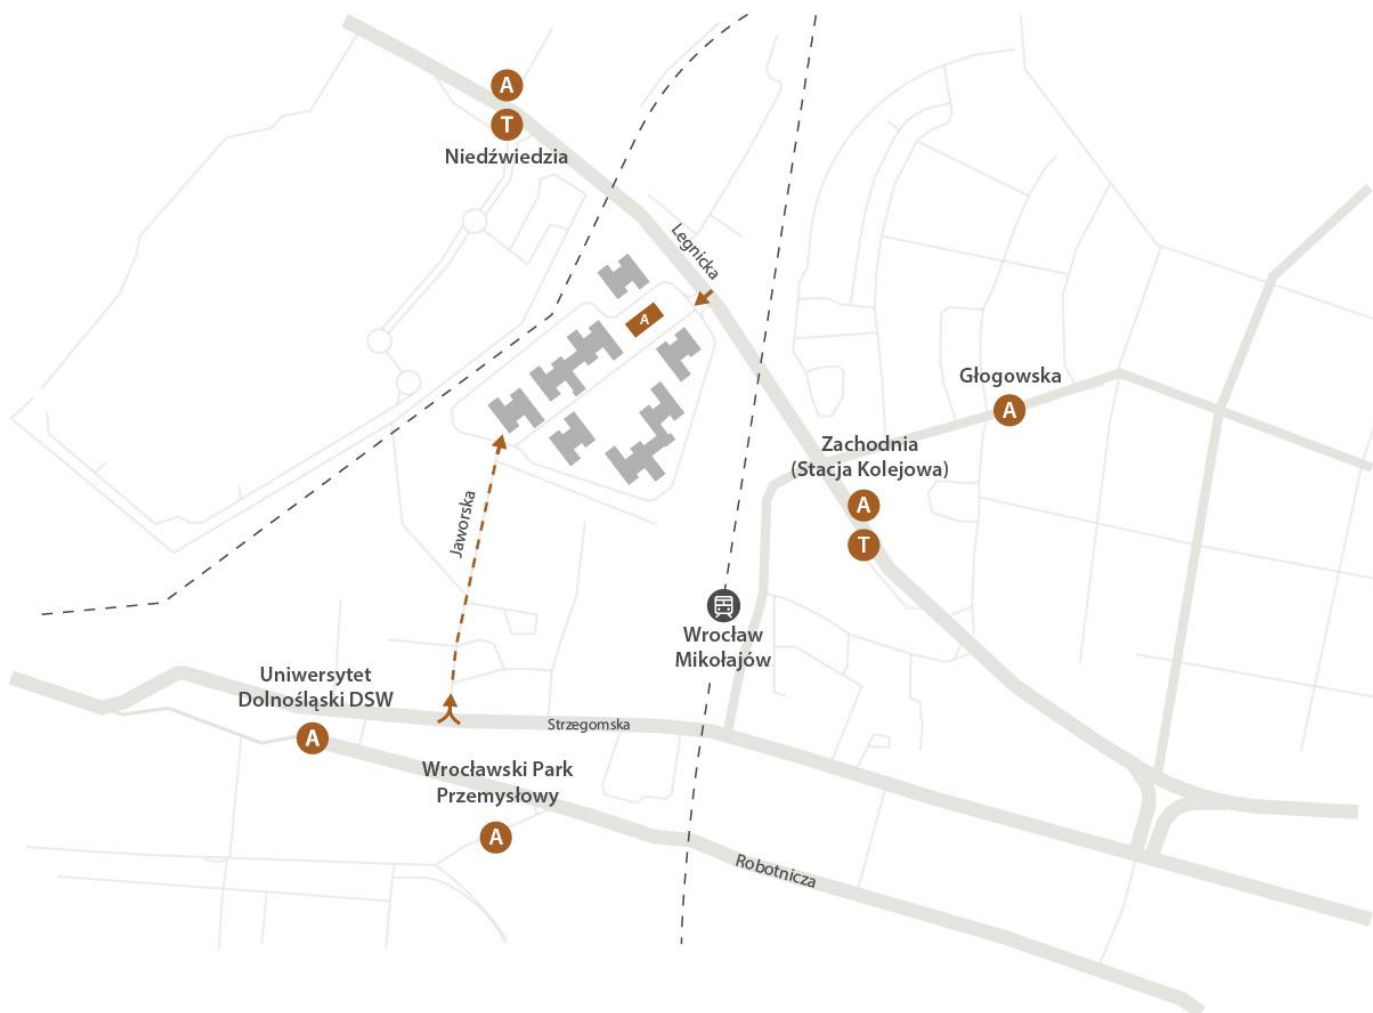 A
T
Niedźwiedzia
Legnicka
A
Głogowska
A
Zachodnia
(Stacja Kolejowa)
A
T
Jaworska
Wrocław
Mikołajów
Uniwersytet
Dolnośląski DSW
A
Strzegomska
Wrocławski Park
Przemysłowy
A
Robotnicza